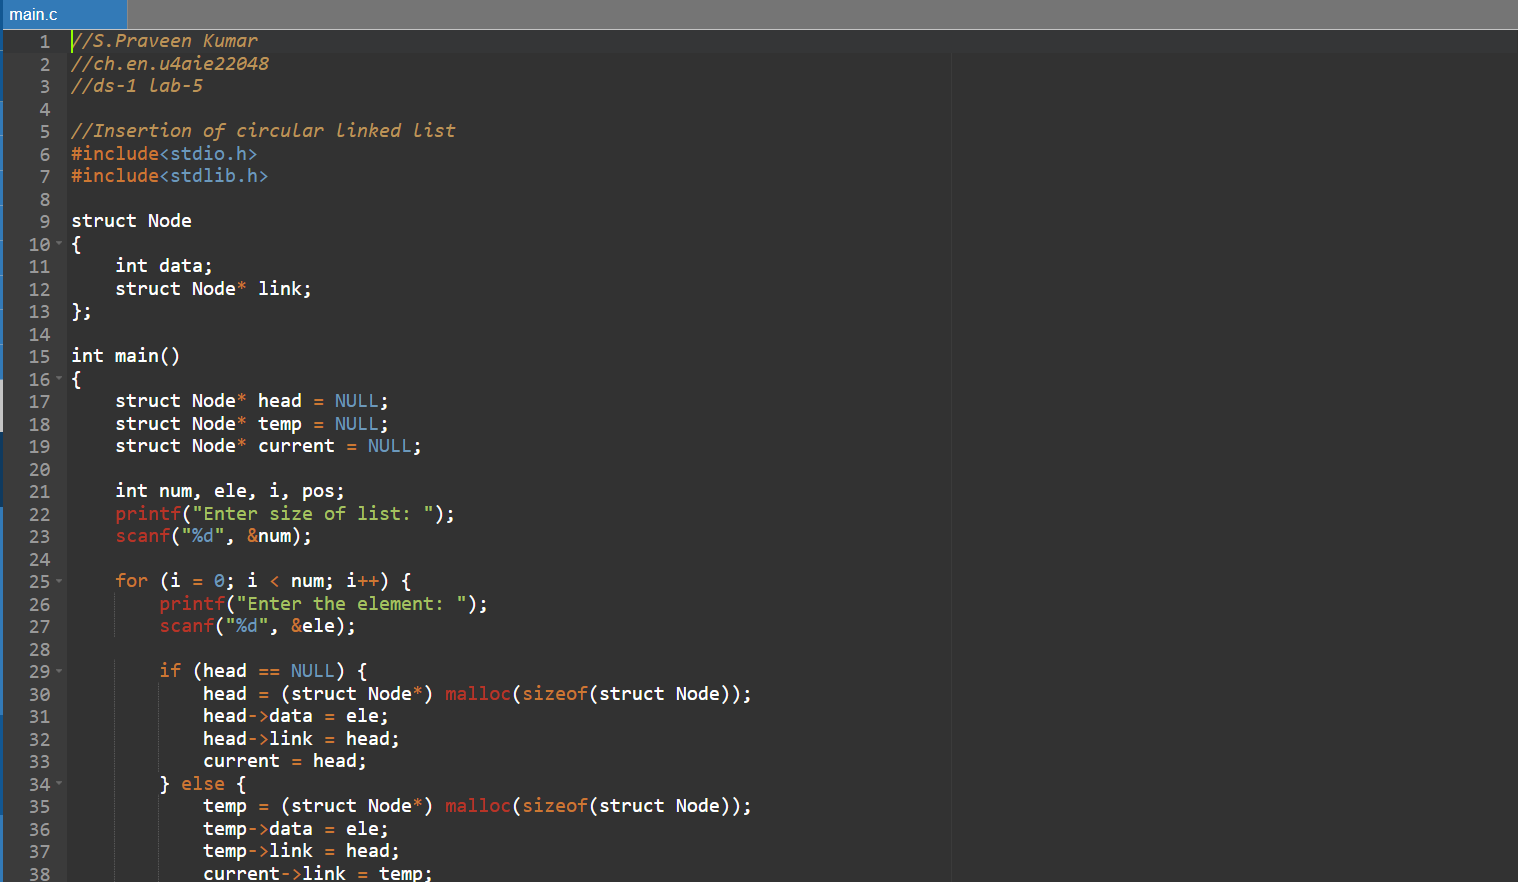 main.c
1 //S.Praveen Kumar
2 //ch.en.u4aie22048
3 //ds-1 lab-5
4
5 //Insertion of circular linked list
6 #include<stdio.h>
7 #include<stdlib.h>
8
9 struct Node
10 {
11     int data;
12     struct Node* link;
13 };
14
15 int main()
16 {
17     struct Node* head = NULL;
18     struct Node* temp = NULL;
19     struct Node* current = NULL;
20
21     int num, ele, i, pos;
22     printf("Enter size of list: ");
23     scanf("%d", &num);
24
25     for (i = 0; i < num; i++) {
26         printf("Enter the element: ");
27         scanf("%d", &ele);
28
29         if (head == NULL) {
30             head = (struct Node*) malloc(sizeof(struct Node));
31             head->data = ele;
32             head->link = head;
33             current = head;
34         } else {
35             temp = (struct Node*) malloc(sizeof(struct Node));
36             temp->data = ele;
37             temp->link = head;
38             current->link = temp;